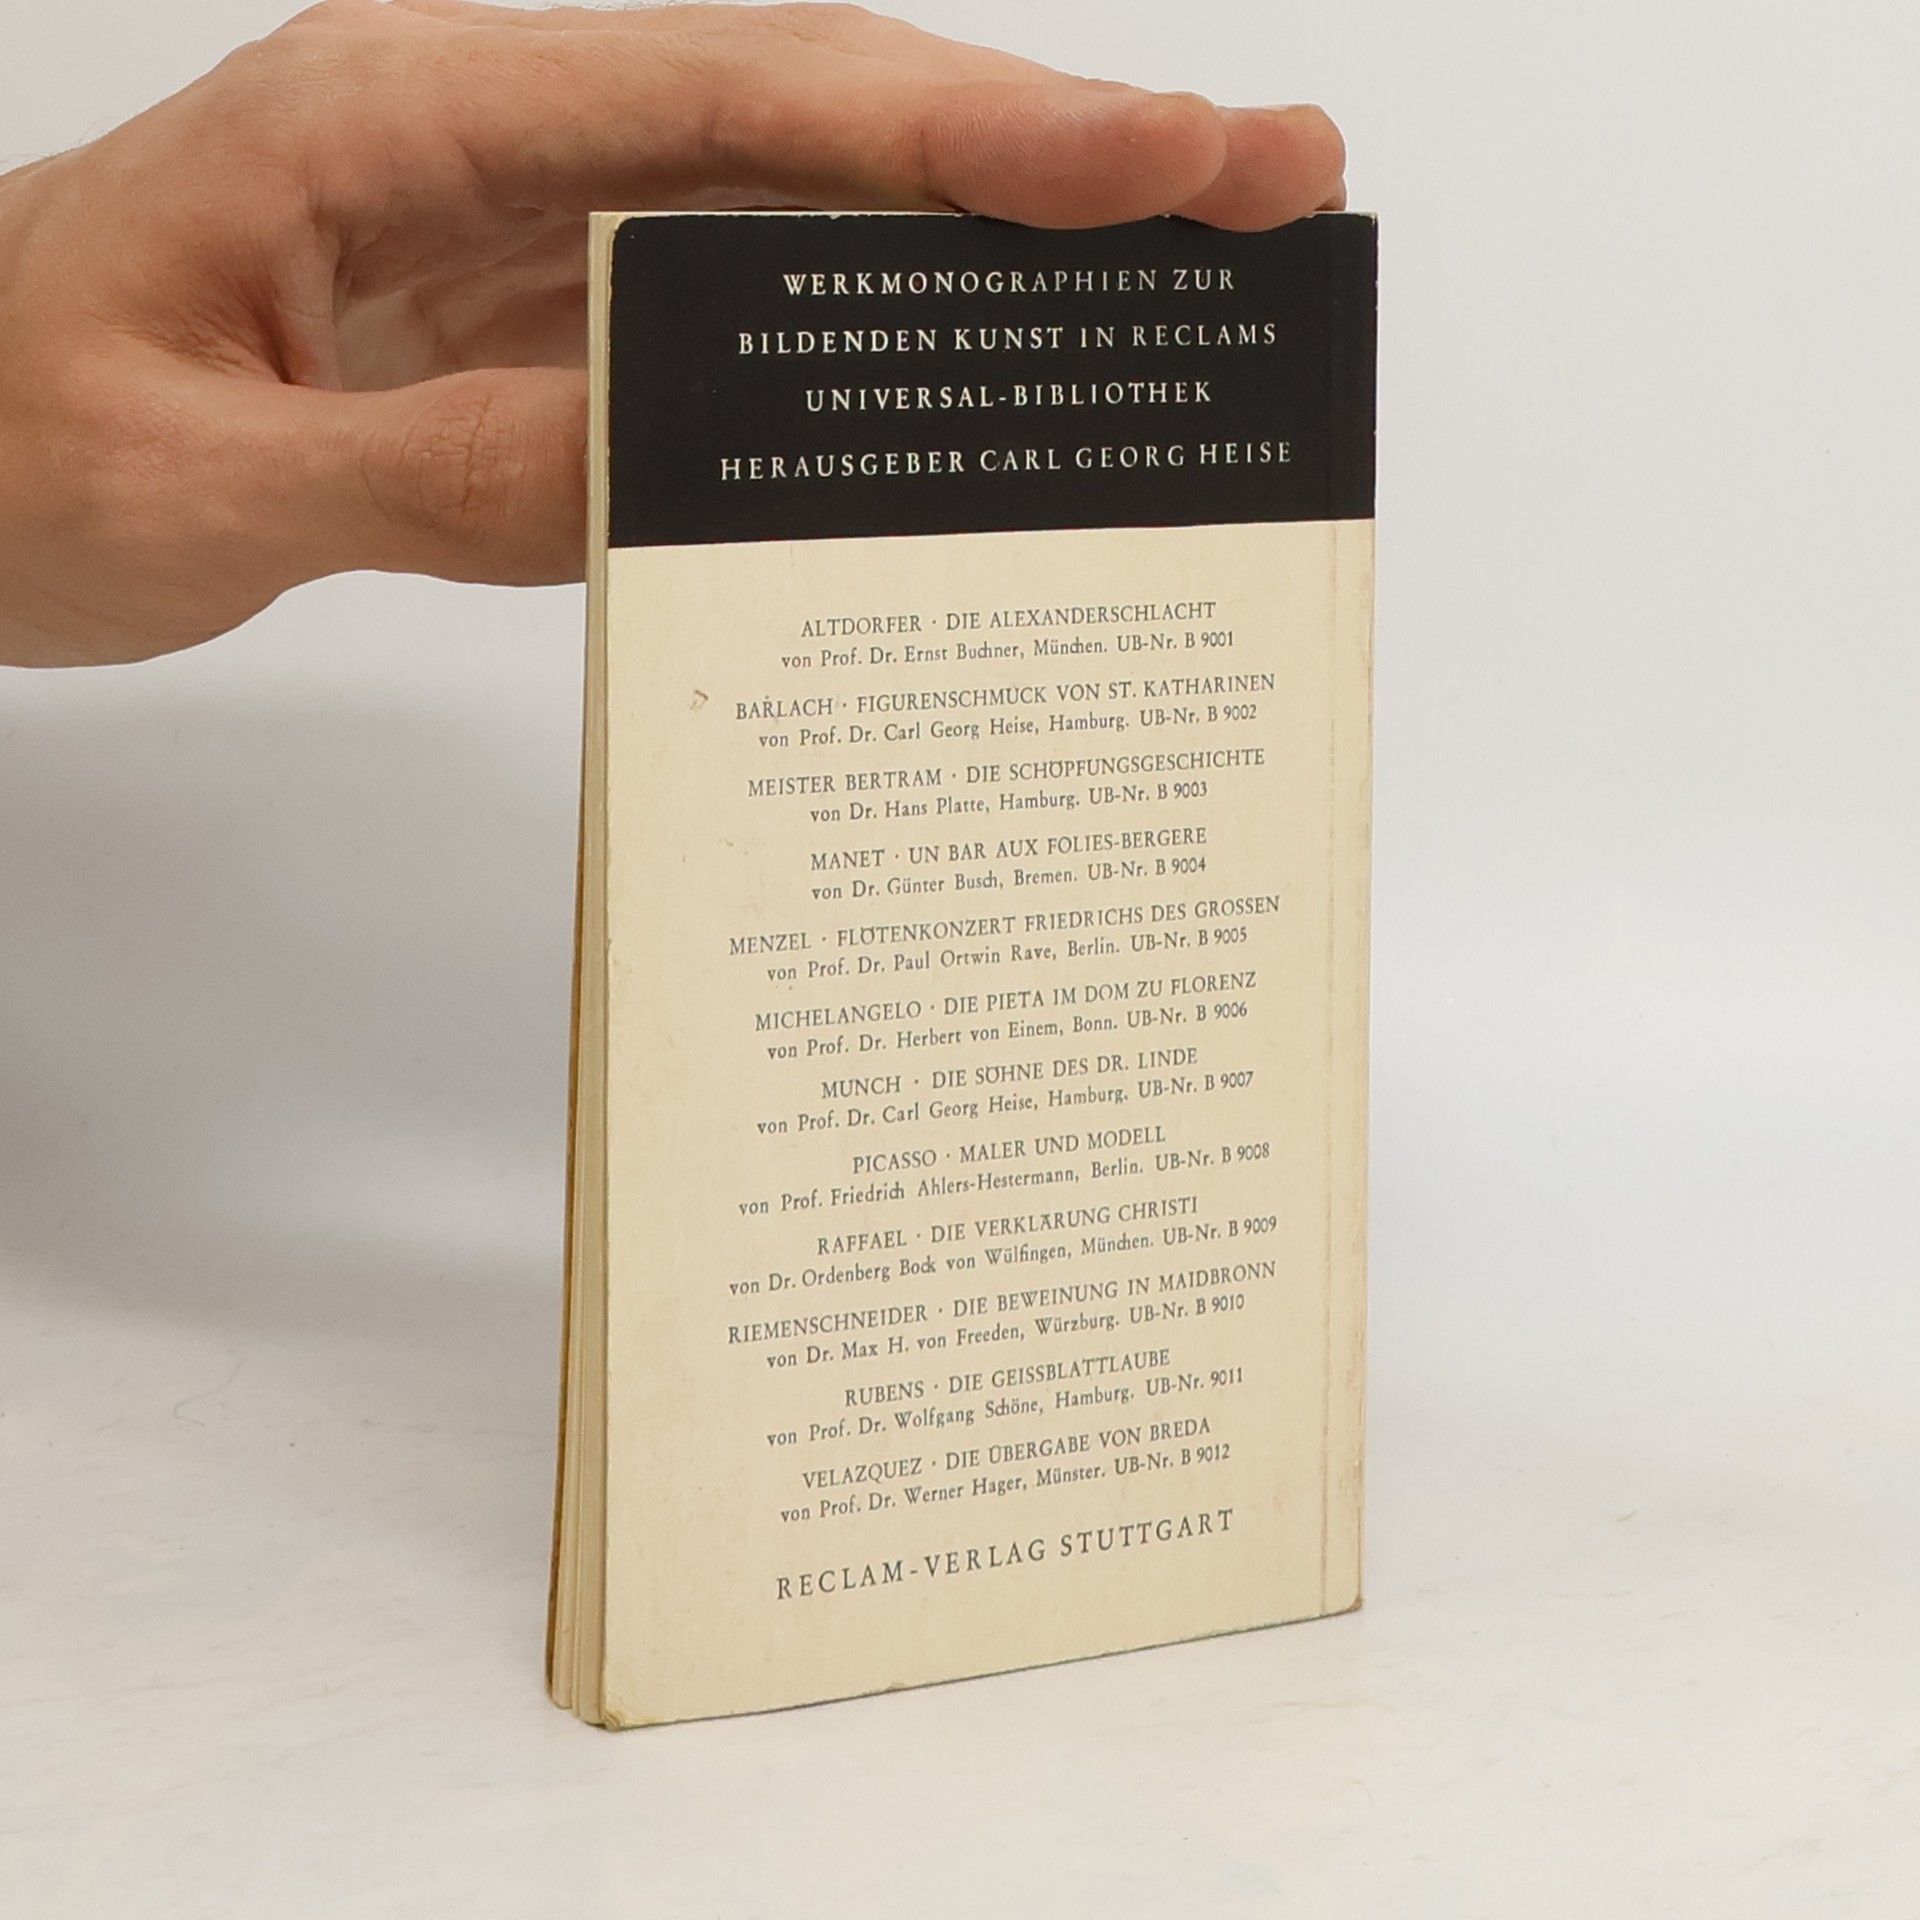 WERKMONOGRAPHIEN ZUR
BILDENDEN KUNST IN RECLAMS
UNIVERSAL-BIBLIOTHEK
HERAUSGEBER CARL GEORG HEISE
ALTDORFER · DIE ALEXANDERSCHLACHT
von Prof. Dr. Ernst Buchner, München. UB-Nr. B 9001
BARLACH · FIGURENSCHMUCK VON ST. KATHARINEN
von Prof. Dr. Carl Georg Heise, Hamburg. UB-Nr. B 9002
MEISTER BERTRAM · DIE SCHÖPFUNGSGESCHICHTE
von Dr. Hans Platte, Hamburg. UB-Nr. B 9003
MANET · UN BAR AUX FOLIES-BERGERE
von Dr. Günter Busch, Bremen. UB-Nr. B 9004
MENZEL · FLÖTENKONZERT FRIEDRICHS DES GROSSEN
von Prof. Dr. Paul Ortwin Rave, Berlin. UB-Nr. B 9005
MICHELANGELO · DIE PIETA IM DOM ZU FLORENZ
von Prof. Dr. Herbert von Einem, Bonn. UB-Nr. B 9006
MUNCH · DIE SÖHNE DES DR. LINDE
von Prof. Dr. Carl Georg Heise, Hamburg. UB-Nr. B 9007
PICASSO · MALER UND MODELL
von Prof. Friedrich Ahlers-Hestermann, Berlin. UB-Nr. B 9008
RAFFAEL · DIE VERKLÄRUNG CHRISTI
von Dr. Ordenberg Bock von Wülfingen, München. UB-Nr. B 9009
RIEMENSCHNEIDER · DIE BEWEINUNG IN MAIDBRONN
von Dr. Max H. von Freeden, Würzburg. UB-Nr. B 9010
RUBENS · DIE GEISSBLATTLAUBE
von Prof. Dr. Wolfgang Schöne, Hamburg. UB-Nr. 9011
VELAZQUEZ · DIE ÜBERGABE VON BREDA
von Prof. Dr. Werner Hager, Münster. UB-Nr. B 9012
RECLAM-VERLAG STUTTGART